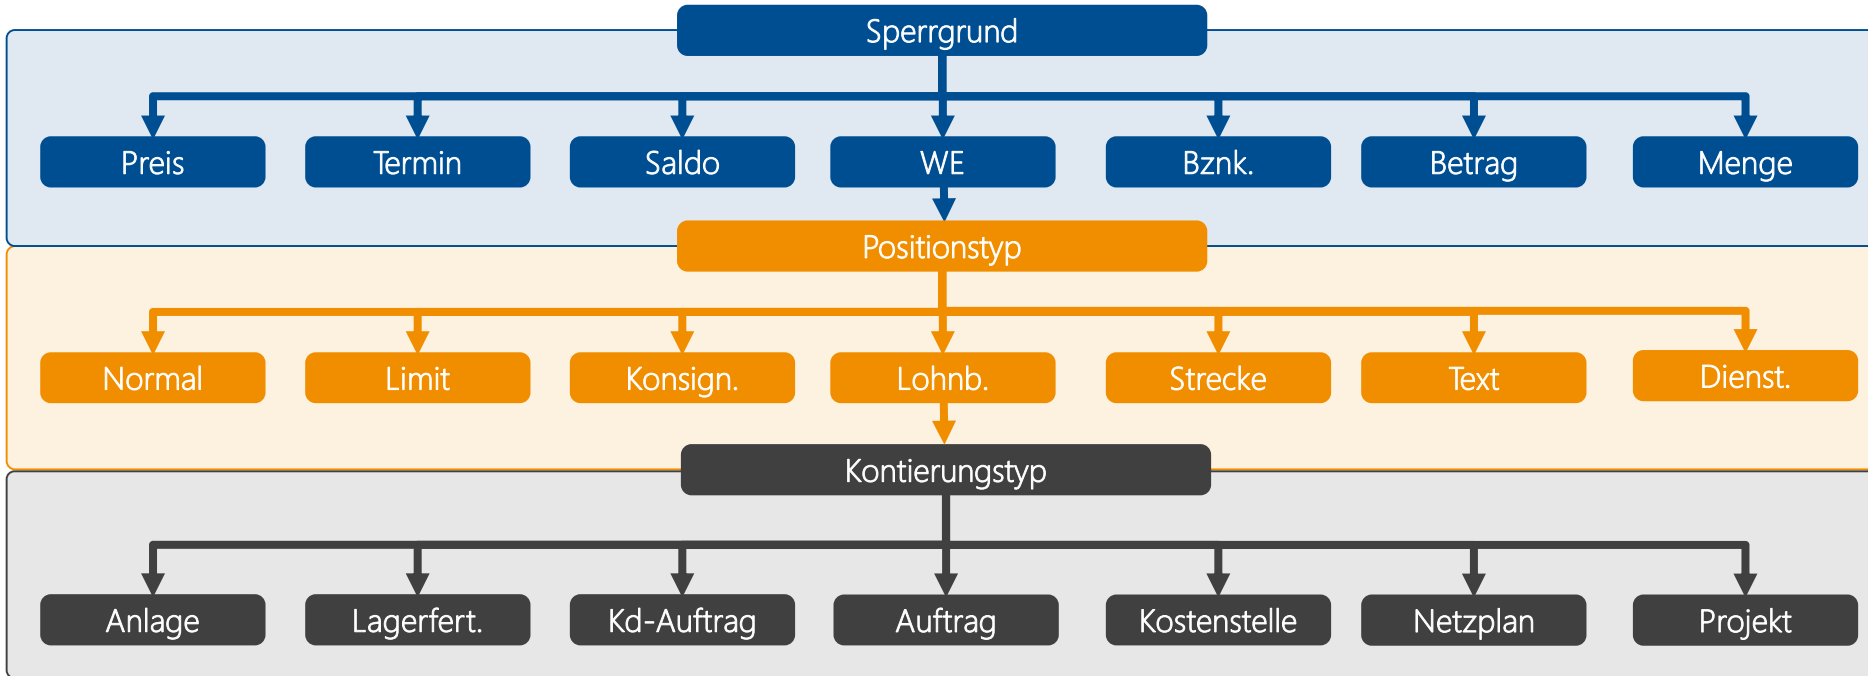 Sperrgrund
Preis
Termin
Saldo
WE
Bznk.
Betrag
Menge
Positionstyp
Normal
Limit
Konsign.
Lohnb.
Strecke
Text
Dienst.
Kontierungstyp
Anlage
Lagerfert.
Kd-Auftrag
Auftrag
Kostenstelle
Netzplan
Projekt